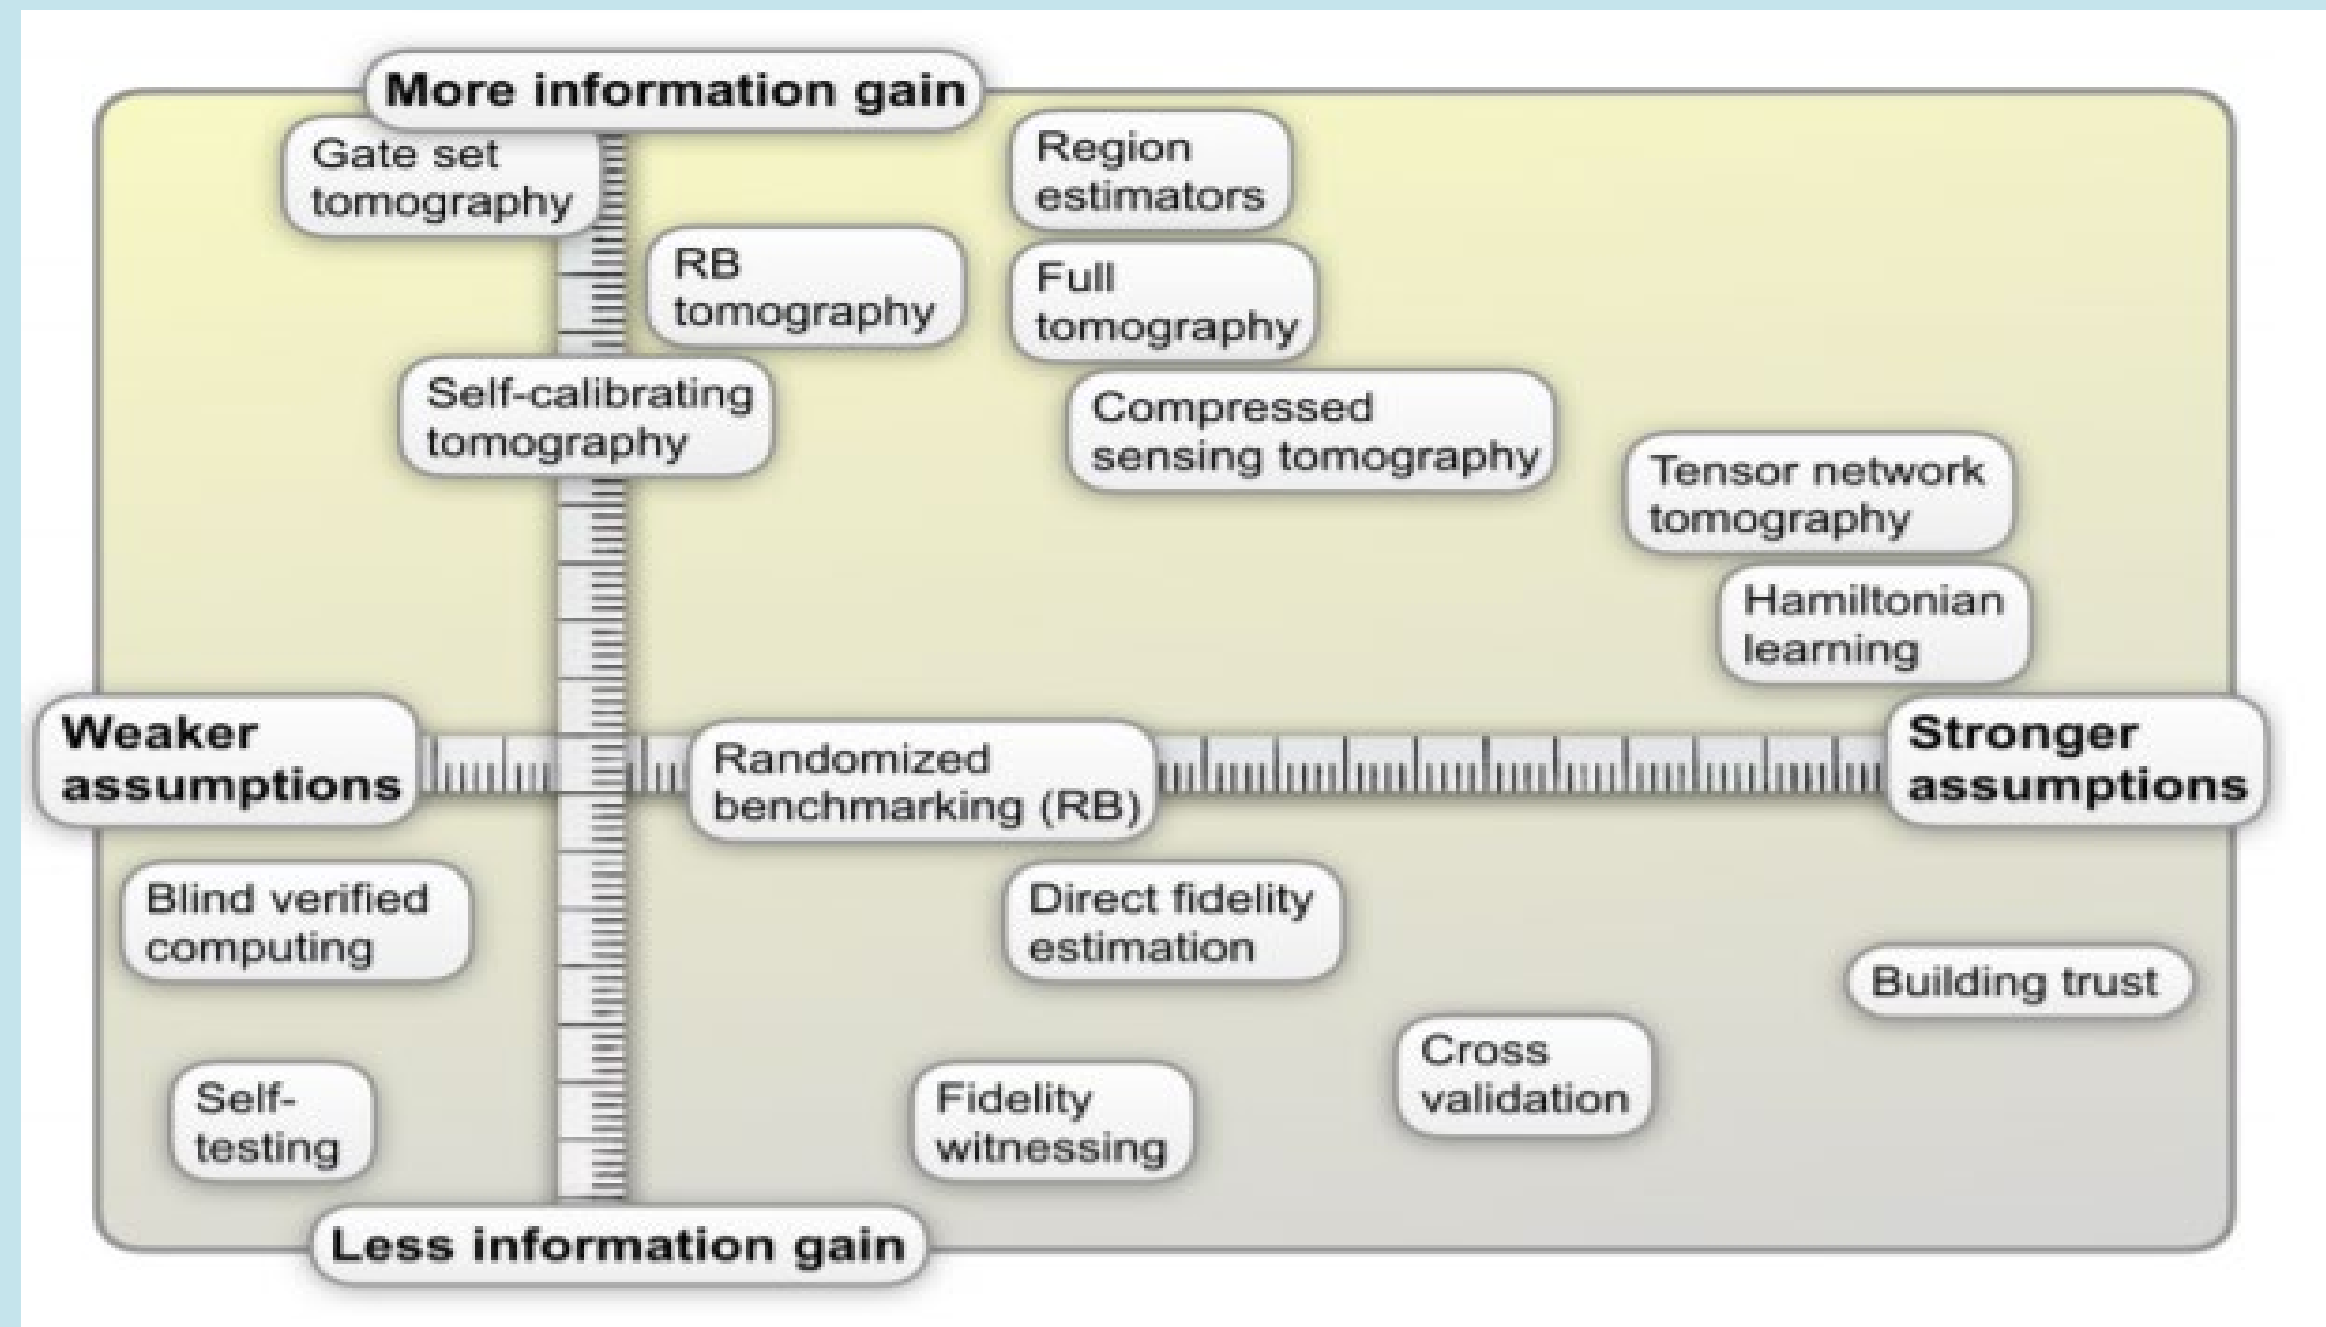 More information gain
Gate set
tomography
Region
estimators
RB
tomography
Full
tomography
Self-calibrating
tomography
Compressed
sensing tomography
Tensor network
tomography
Hamiltonian
learning
Weaker
assumptions
Randomized
benchmarking (RB)
Stronger
assumptions
Blind verified
computing
Direct fidelity
estimation
Building trust
Cross
validation
Self-
testing
Fidelity
witnessing
Less information gain